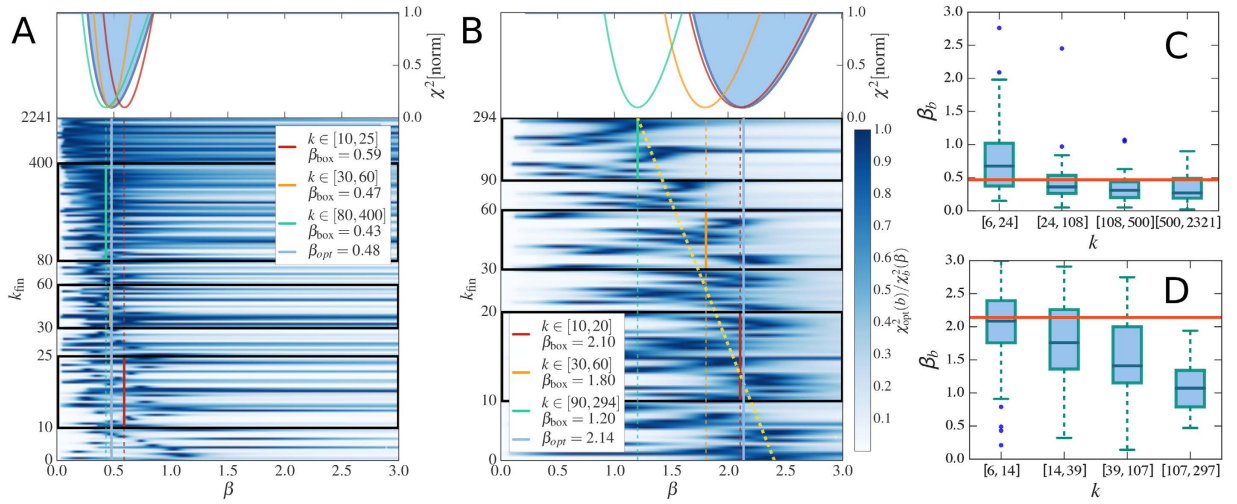 A
1.0
0.5
0.0
χ²[norm]
2241
400
80
60
30
25
10
0
k_fin
k ∈ [10,25]
β_box = 0.59
k ∈ [30,60]
β_box = 0.47
k ∈ [80,400]
β_box = 0.43
β_opt = 0.48
0.0 0.5 1.0 1.5 2.0 2.5 3.0
β
B
1.0
0.5
0.0
χ²[norm]
294
90
60
30
20
10
0
k_fin
k ∈ [10,20]
β_box = 2.10
k ∈ [30,60]
β_box = 1.80
k ∈ [90,294]
β_box = 1.20
β_opt = 2.14
0.0 0.5 1.0 1.5 2.0 2.5 3.0
β
1.0
0.9
0.8
0.7
0.6
0.5
0.4
0.3
0.2
0.1
χ²_opt(b)/χ²_b(β)
C
3.0
2.5
2.0
1.5
1.0
0.5
0.0
β_b
[6,24] [24,108] [108,500] [500,2321]
k
D
3.0
2.5
2.0
1.5
1.0
0.5
0.0
β_b
[6,14] [14,39] [39,107] [107,297]
k